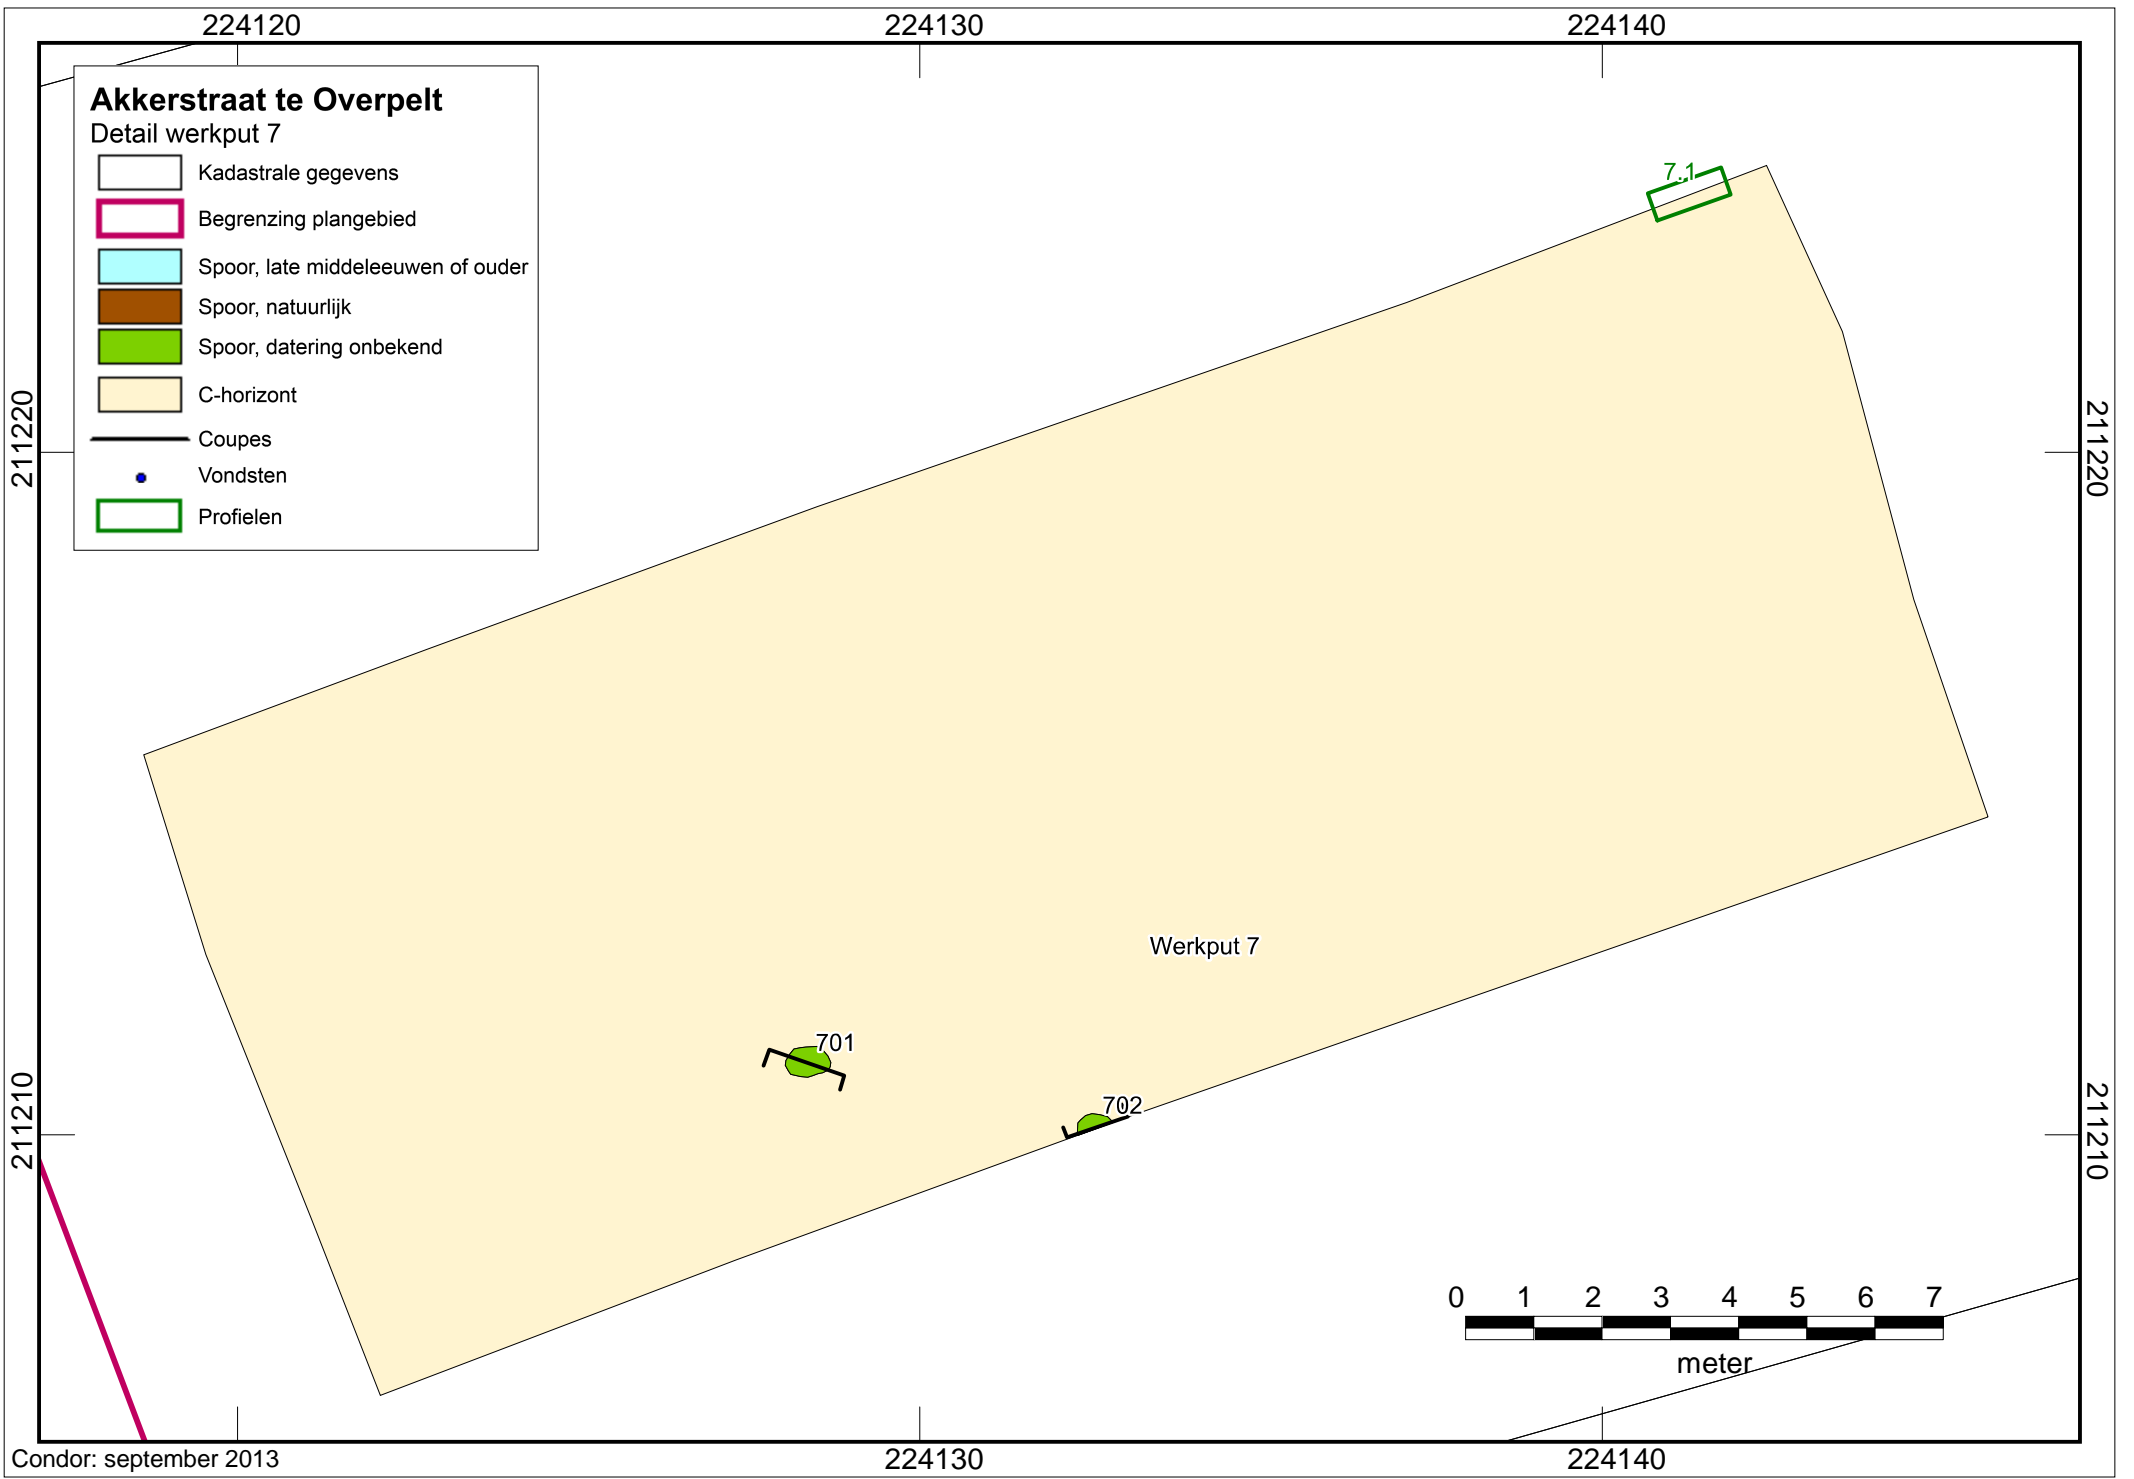 224120
224130
224140
Akkerstraat te Overpelt
Detail werkput 7
Kadastrale gegevens
Begrenzing plangebied
Spoor, late middeleeuwen of ouder
Spoor, natuurlijk
Spoor, datering onbekend
C-horizont
Coupes
Vondsten
Profielen
7.1
211220
211220
Werkput 7
701
702
211210
211210
0 1 2 3 4 5 6 7
meter
Condor: september 2013
224130
224140